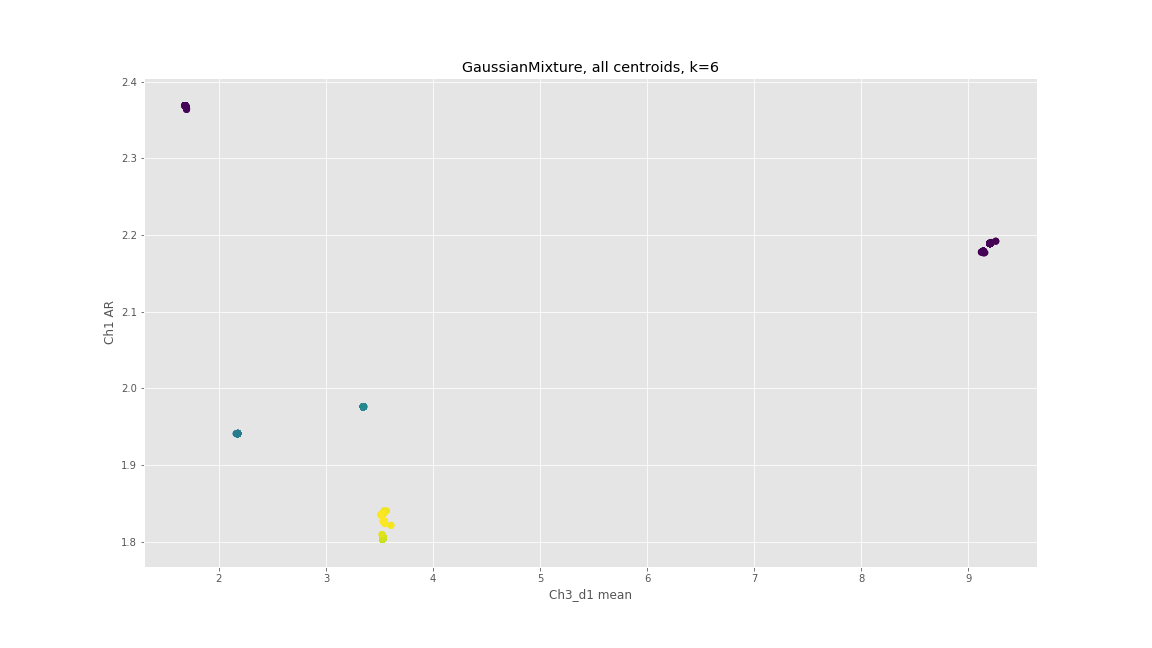 GaussianMixture, all centroids, k=6
2.4
2.3
2.2
2.1
2.0
1.9
1.8
Ch1 AR
2 3 4 5 6 7 8 9
Ch3_d1 mean